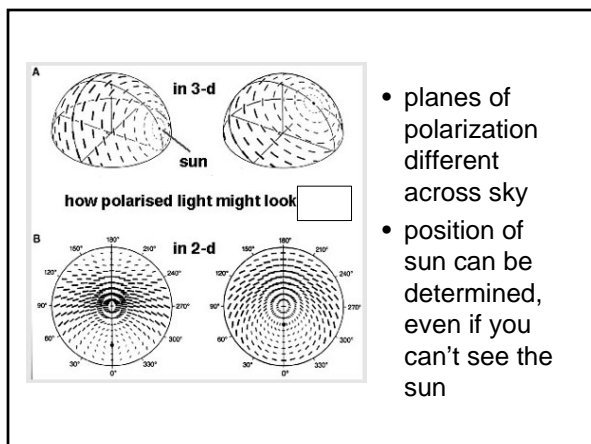 A
in 3-d
sun
how polarised light might look
B
in 2-d
180°
150°
210°
120°
240°
90°
270°
60°
300°
30°
330°
0°
180°
150°
210°
120°
240°
90°
270°
60°
300°
30°
330°
0°
• planes of
polarization
different
across sky
• position of
sun can be
determined,
even if you
can't see the
sun